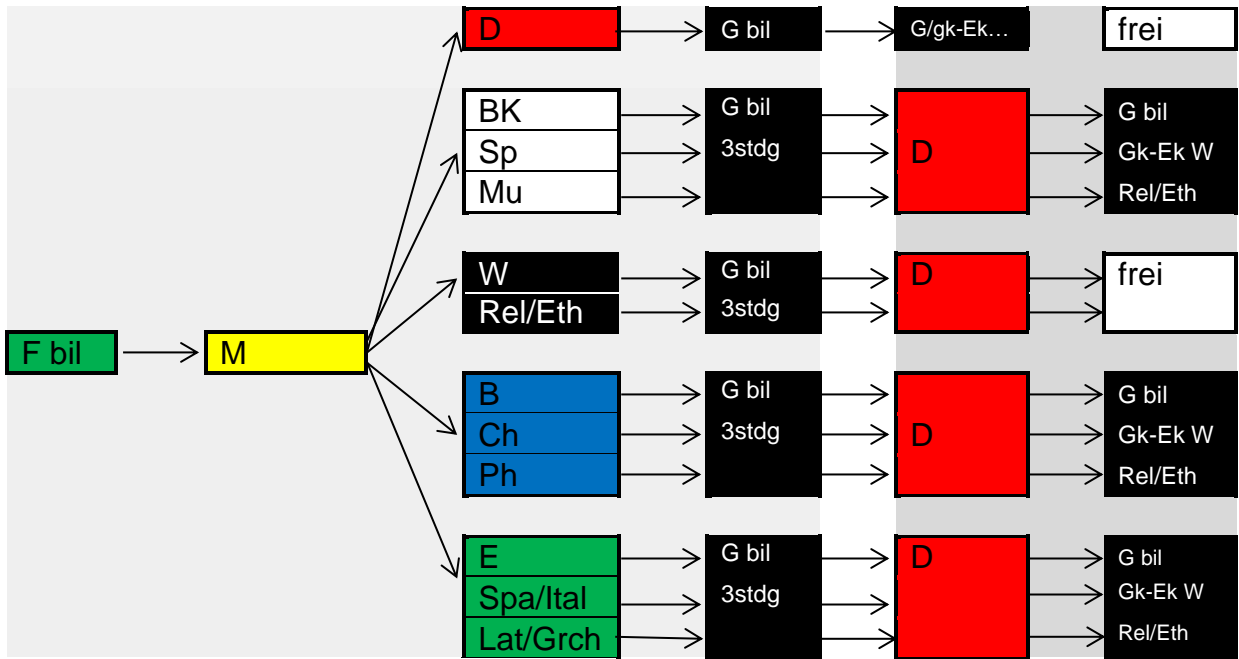 D
G bil
G/gk-Ek…
frei
BK
Sp
Mu
G bil
3stdg
D
G bil
Gk-Ek W
Rel/Eth
W
Rel/Eth
G bil
3stdg
D
frei
F bil
M
B
Ch
Ph
G bil
3stdg
D
G bil
Gk-Ek W
Rel/Eth
E
Spa/Ital
Lat/Grch
G bil
3stdg
D
G bil
Gk-Ek W
Rel/Eth